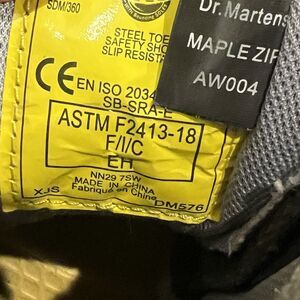 SDM/360
STEEL TOE
SAFETY SHO
SLIP RESIST
CE EN ISO 2034
SB-SRA-E
ASTM F2413-18
F/I/C
EH
NN29 7SW
MADE IN CHINA
Fabriqué en Chine
XJS
DM576
Dr.Martens
MAPLE ZIP
AW004